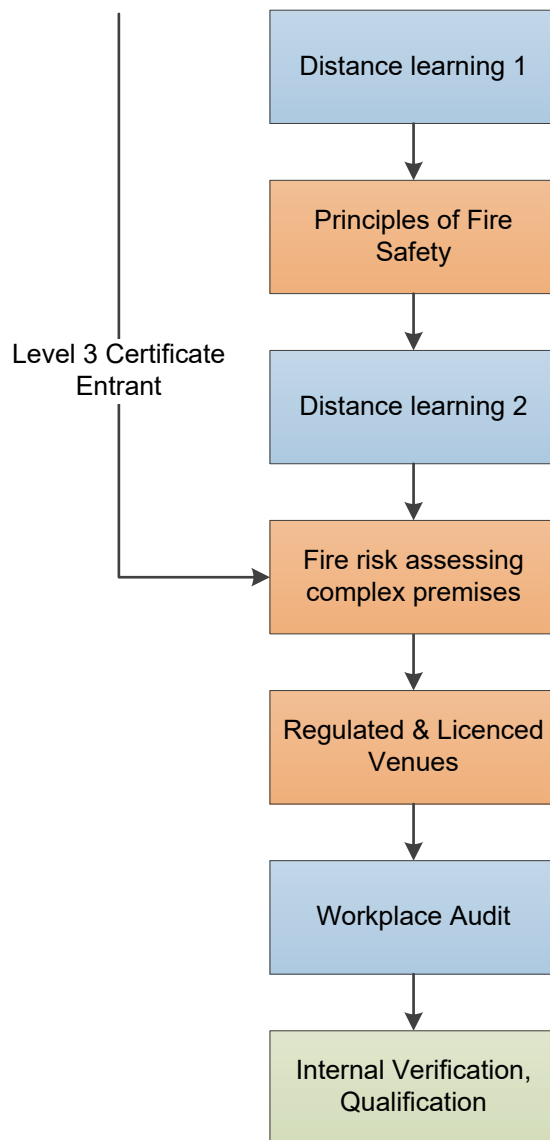 Distance learning 1
Principles of Fire
Safety
Level 3 Certificate
Entrant
Distance learning 2
Fire risk assessing
complex premises
Regulated & Licenced
Venues
Workplace Audit
Internal Verification,
Qualification